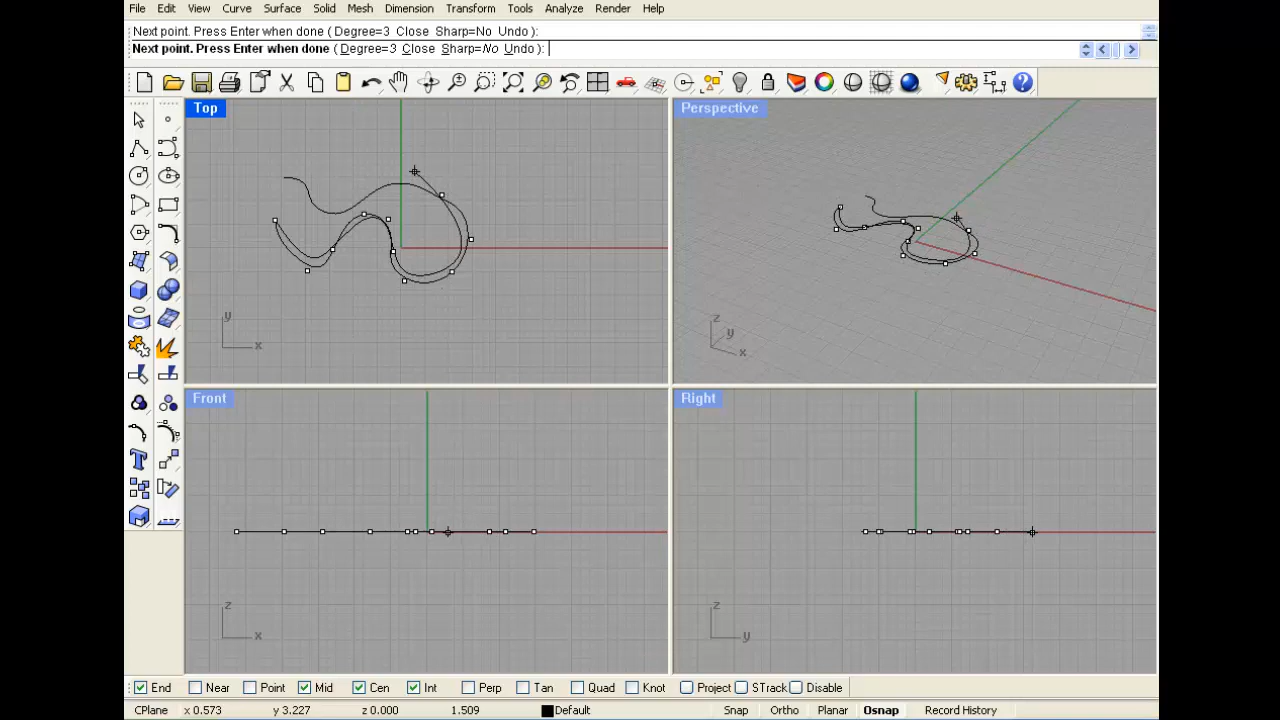 File Edit View Curve Surface Solid Mesh Dimension Transform Tools Analyze Render Help
Next point. Press Enter when done ( Degree=3 Close Sharp=No Undo ):
Next point. Press Enter when done ( Degree=3 Close Sharp=No Undo ):
Top
Perspective
y
x
z
y
x
Front
Right
z
x
z
y
End Near Point Mid Cen Int Perp Tan Quad Knot Project STrack Disable
CPlane x 0.573 y 3.227 z 0.000 1.509 Default Snap Ortho Planar Osnap Record History